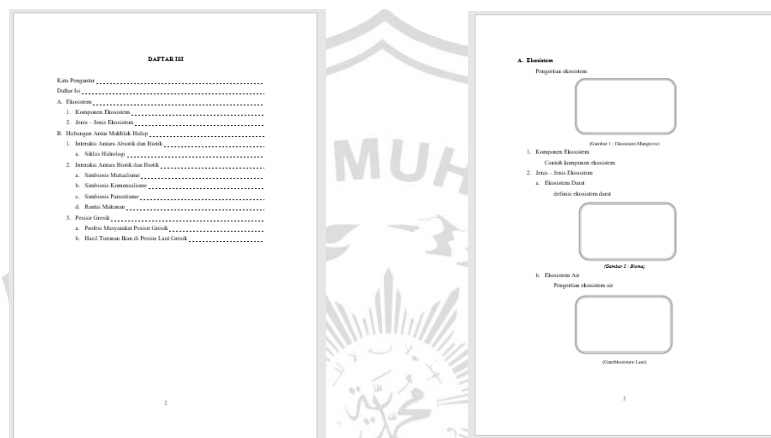 DAFTAR ISI
Kata Pengantar
Daftar Isi
A. Ekosistem
1. Komponen Ekosistem
2. Jenis – Jenis Ekosistem
B. Hubungan Antar Makhluk Hidup
1. Interaksi Antara Abiotik dan Biotik
a. Siklus Hidrologi
2. Interaksi Antara Biotik dan Biotik
a. Simbiosis Mutualisme
b. Simbiosis Komensalisme
c. Simbiosis Parasitisme
d. Rantai Makanan
3. Pesisir Gresik
a. Profesi Masyarakat Pesisir Gresik
b. Hasil Turunan Ikan di Pesisir Laut Gresik
2
A. Ekosistem
Pengertian ekosistem
(Gambar 1 : Ekosistem Mangrove)
1. Komponen Ekosistem
Contoh komponen ekosistem
2. Jenis – Jenis Ekosistem
a. Ekosistem Darat
definisi ekosistem darat
(Gambar 2 : Bioma)
b. Ekosistem Air
Pengertian ekosistem air
(GambEkosistem Laut)
3
MUH